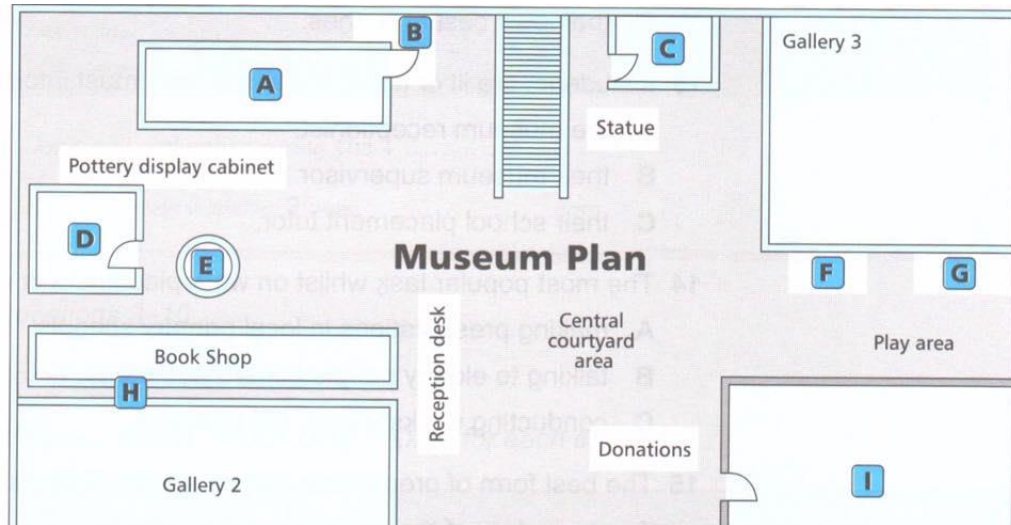 B
C
Gallery 3
A
Statue
Pottery display cabinet
D
E
Museum Plan
F
G
Reception desk
Central
courtyard
area
Play area
Book Shop
H
Donations
Gallery 2
I